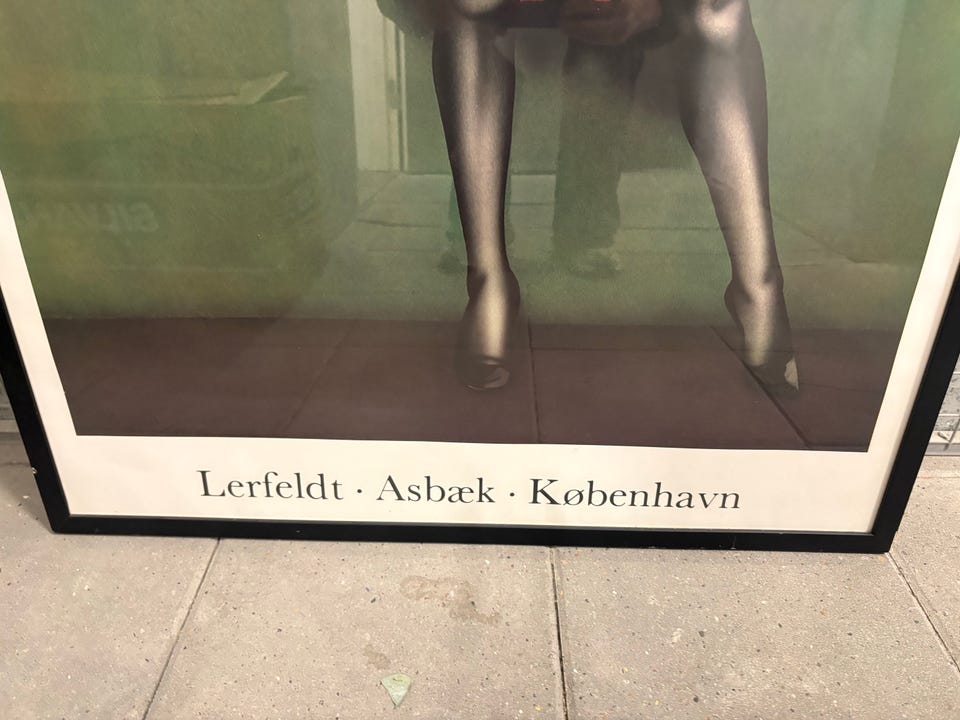 Lerfeldt · Asbæk · København